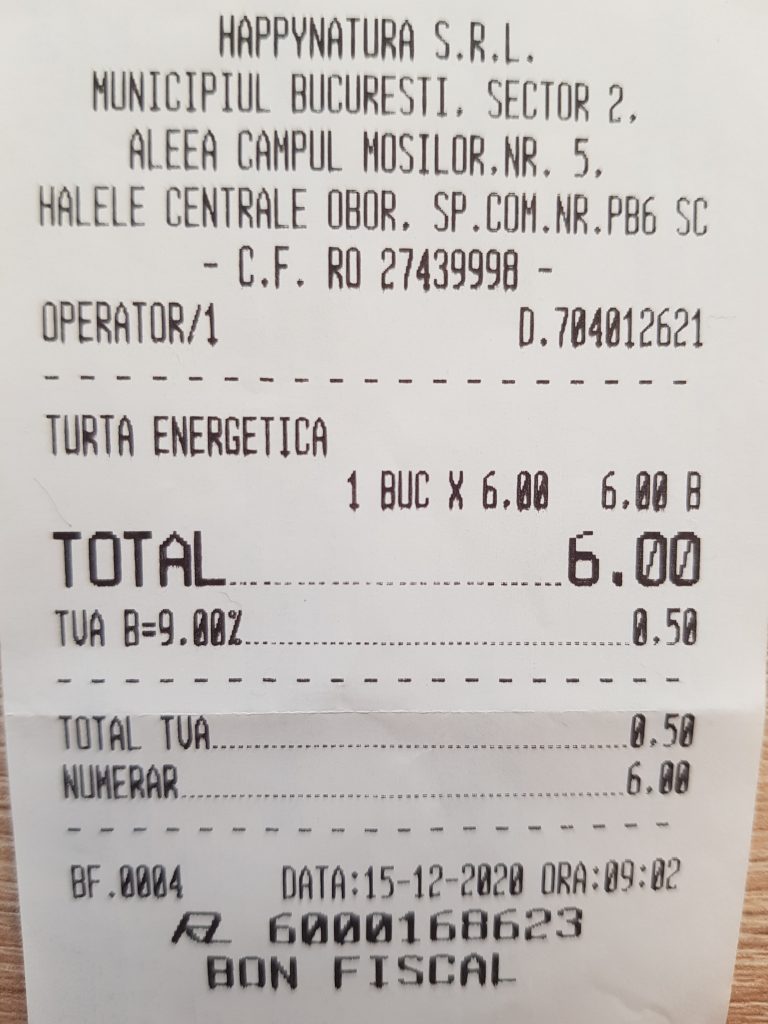 HAPPYNATURA S.R.L.
MUNICIPIUL BUCURESTI, SECTOR 2,
ALEEA CAMPUL MOSILOR,NR. 5,
HALELE CENTRALE OBOR, SP.COM.NR.PB6 SC
- C.F. RO 27439998 -
OPERATOR/1 D.704012621
TURTA ENERGETICA
1 BUC X 6.00 6.00 B
TOTAL 6.00
TVA B=9.00% 0.50
TOTAL TVA 0.50
NUMERAR 6.00
BF.0004 DATA:15-12-2020 ORA:09:02
6000168623
BON FISCAL